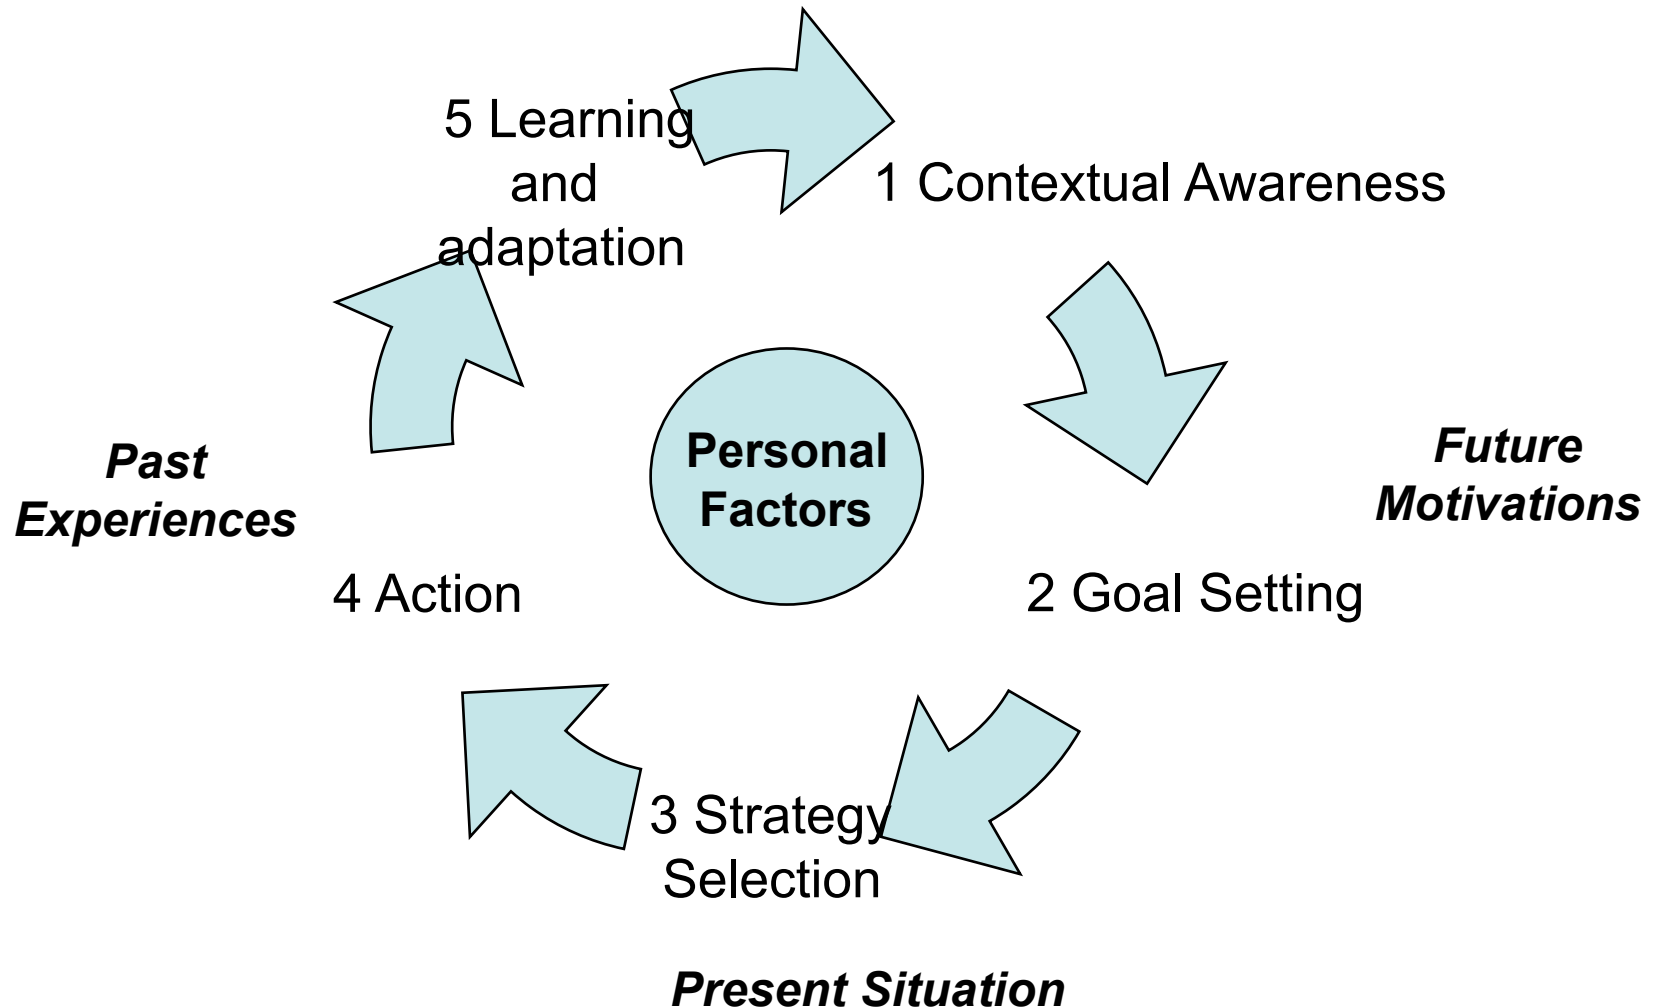 5 Learning
and
adaptation
1 Contextual Awareness
Personal
Factors
Past
Experiences
Future
Motivations
4 Action
2 Goal Setting
3 Strategy
Selection
Present Situation